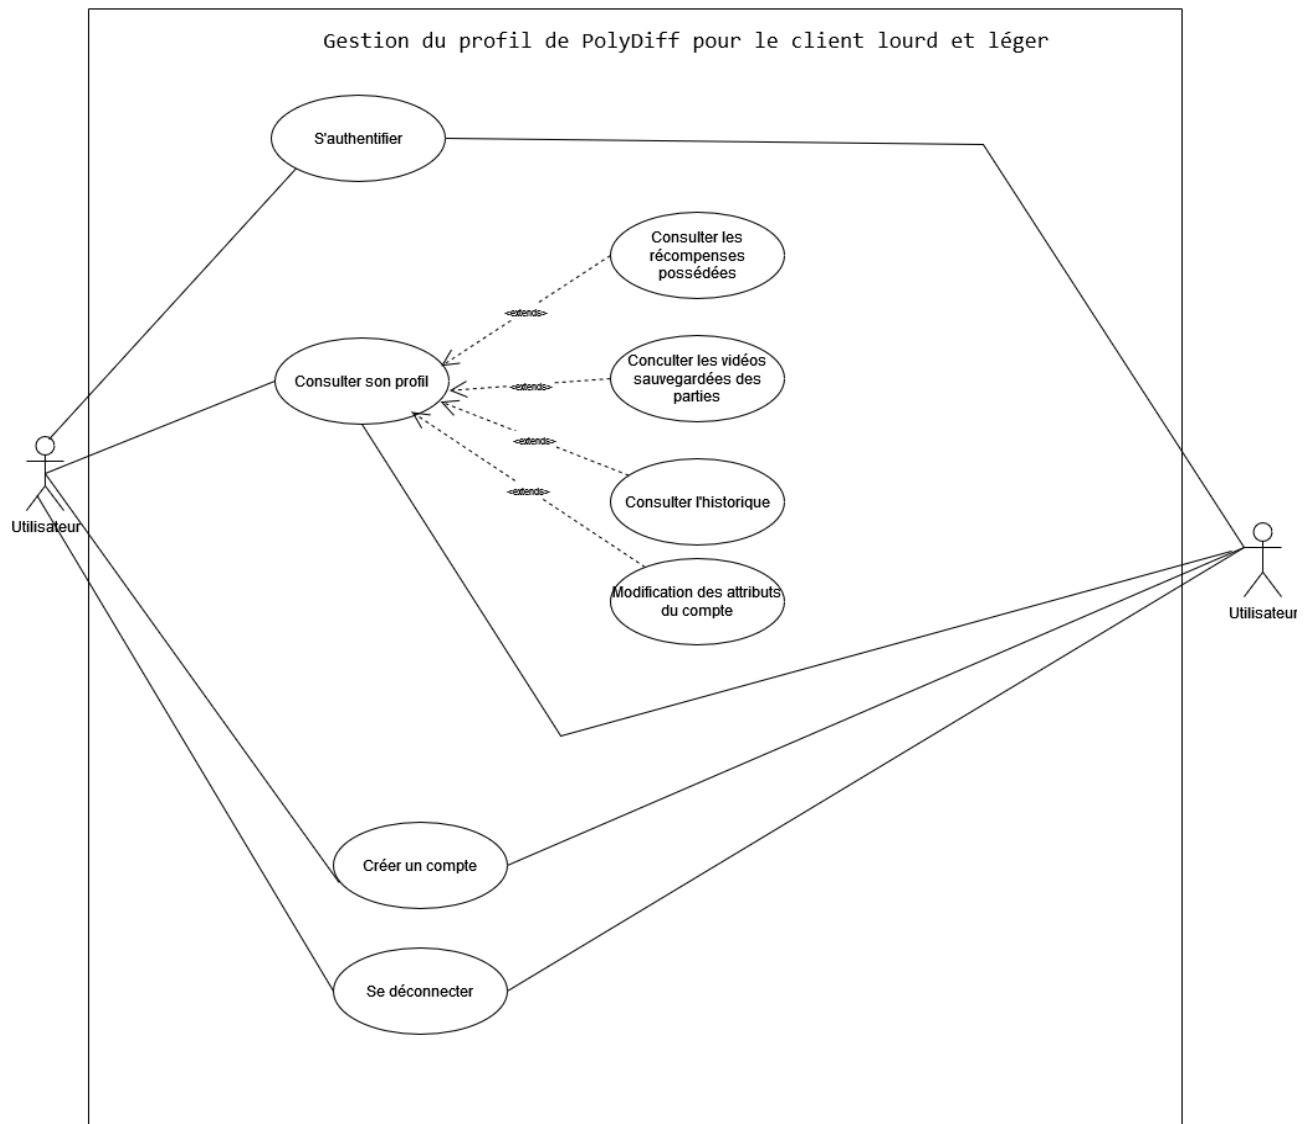 Gestion du profil de PolyDiff pour le client lourd et léger
S'authentifier
Consulter les
récompenses
possédées
<extends>
Consulter son profil
Conculter les vidéos
sauvegardées des
parties
<extends>
<extends>
Consulter l'historique
<extends>
Utilisateur
Modification des attributs
du compte
Utilisateur
Créer un compte
Se déconnecter